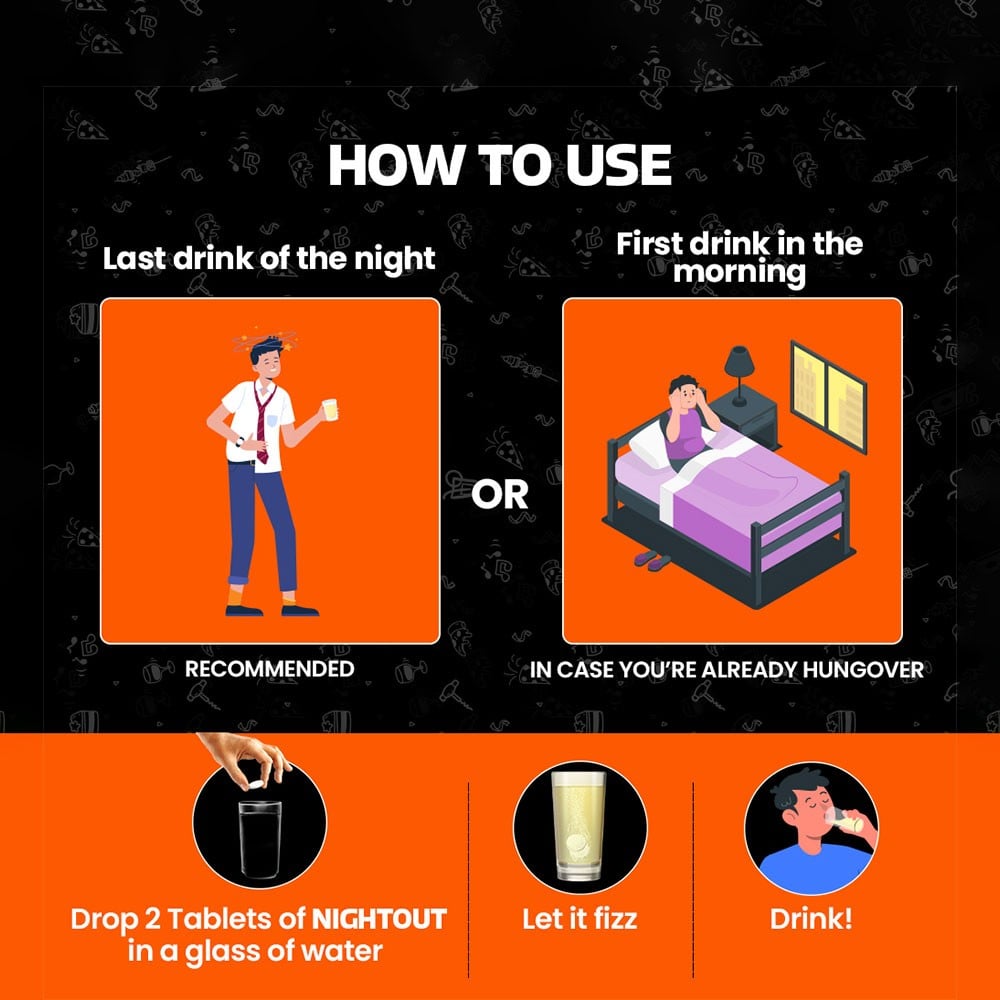 HOW TO USE
Last drink of the night
First drink in the
morning
OR
RECOMMENDED
IN CASE YOU’RE ALREADY HUNGOVER
Drop 2 Tablets of NIGHTOUT
in a glass of water
Let it fizz
Drink!